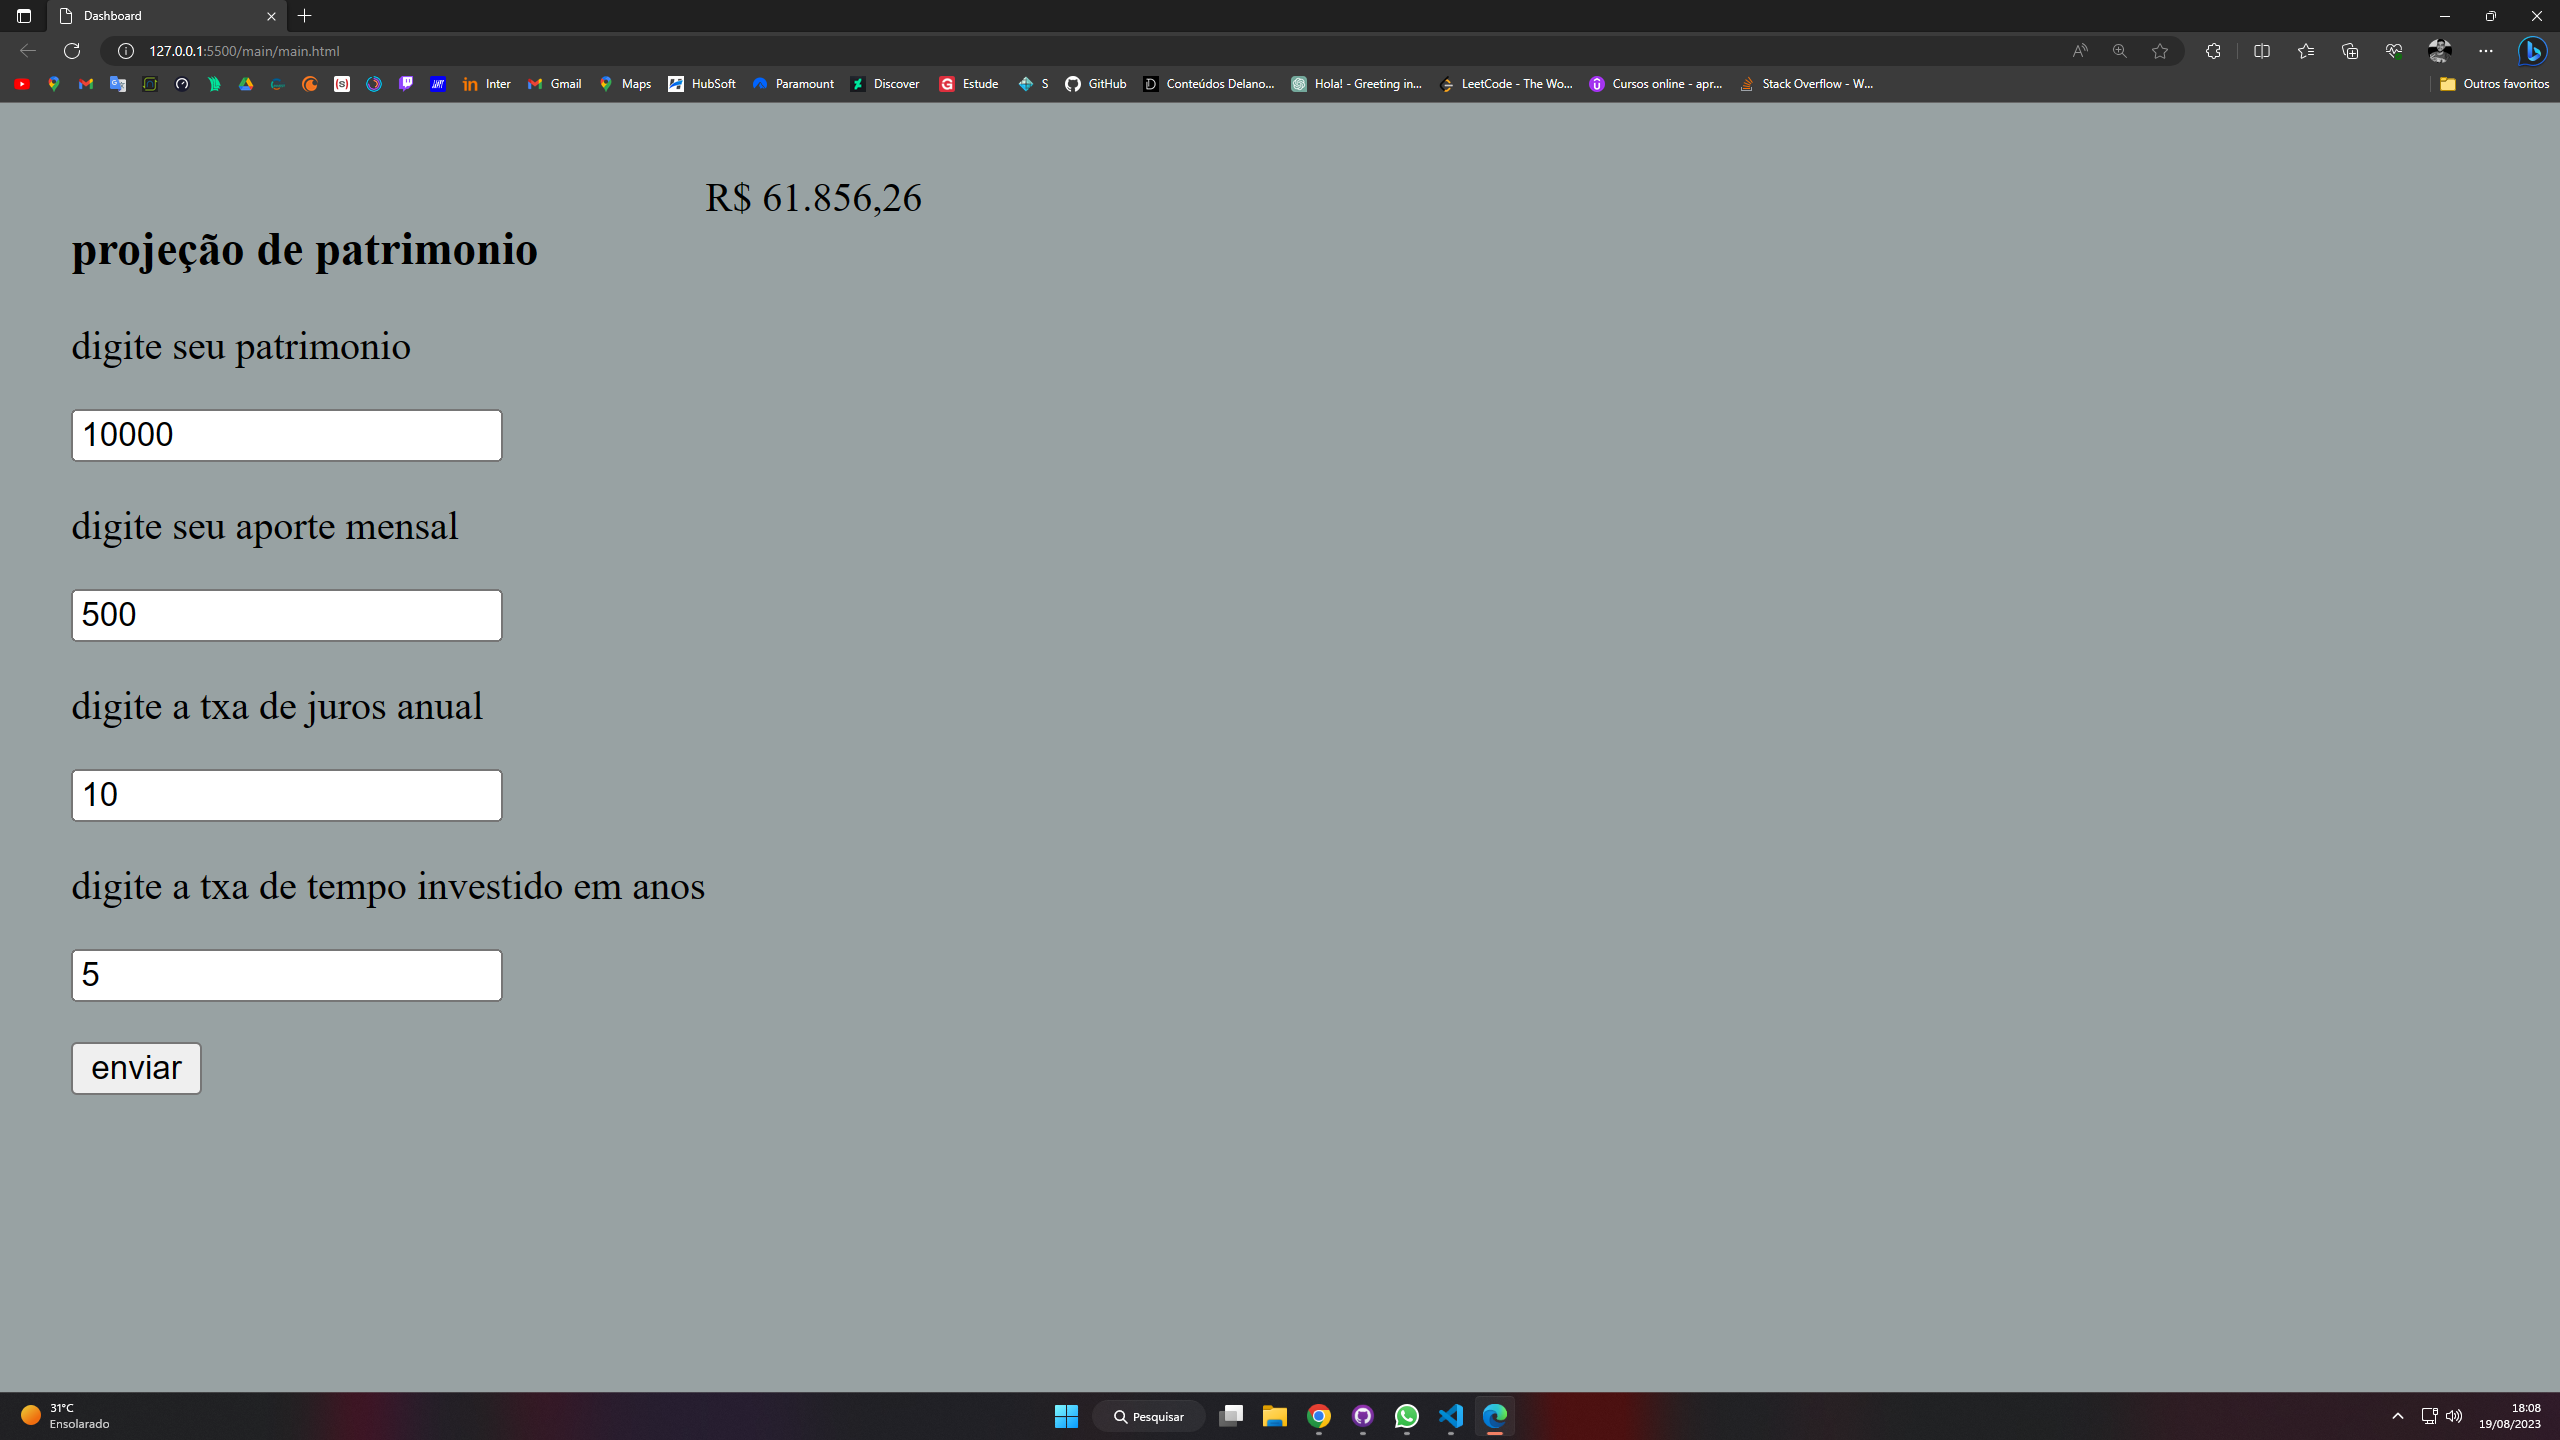 Dashboard
127.0.0.1:5500/main/main.html
Inter Gmail Maps HubSoft Paramount Discover Estude S GitHub Conteúdos Delano... Hola! - Greeting in... LeetCode - The Wo... Cursos online - apr... Stack Overflow - W... Outros favoritos
R$ 61.856,26
projeção de patrimonio
digite seu patrimonio
10000
digite seu aporte mensal
500
digite a txa de juros anual
10
digite a txa de tempo investido em anos
5
enviar
31°C
Ensolarado
Pesquisar
18:08
19/08/2023